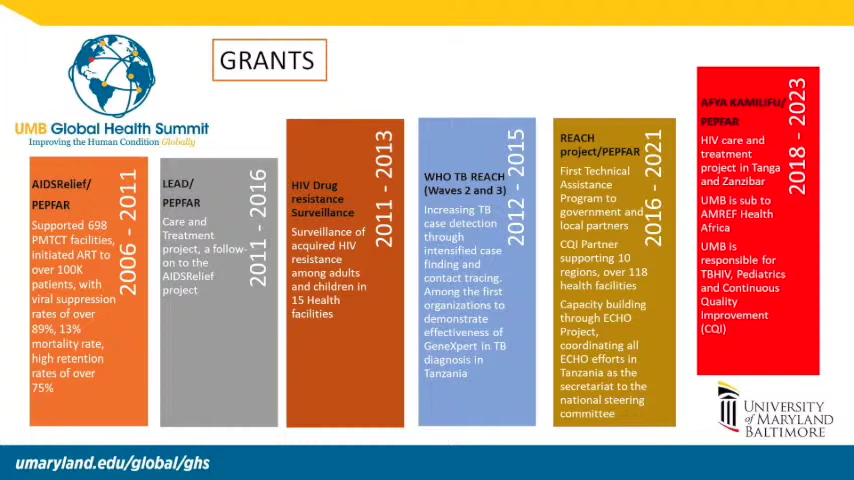 GRANTS
UMB Global Health Summit
Improving the Human Condition Globally
AIDSRelief/
PEPFAR
Supported 698
PMTCT facilities,
initiated ART to
over 100K
patients, with
viral suppression
rates of over
89%, 13%
mortality rate,
high retention
rates of over
75%
2006 - 2011
LEAD/
PEPFAR
Care and
Treatment
project, a follow-
on to the
AIDSRelief
project
2011 - 2016
HIV Drug
resistance
Surveillance
Surveillance of
acquired HIV
resistance
among adults
and children in
15 Health
facilities
2011 - 2013
WHO TB REACH
(Waves 2 and 3)
Increasing TB
case detection
through
intensified case
finding and
contact tracing.
Among the first
organizations to
demonstrate
effectiveness of
GeneXpert in TB
diagnosis in
Tanzania
2012 - 2015
REACH
project/PEPFAR
First Technical
Assistance
Program to
government and
local partners
CQI Partner
supporting 10
regions, over 118
health facilities
Capacity building
through ECHO
Project,
coordinating all
ECHO efforts in
Tanzania as the
secretariat to the
national steering
committee
2016 - 2021
AFYA KAMILIFU/
PEPFAR
HIV care and
treatment
project in Tanga
and Zanzibar
UMB is sub to
AMREF Health
Africa
UMB is
responsible for
TBHIV, Pediatrics
and Continuous
Quality
Improvement
(CQI)
2018 - 2023
UNIVERSITY
of MARYLAND
BALTIMORE
umaryland.edu/global/ghs